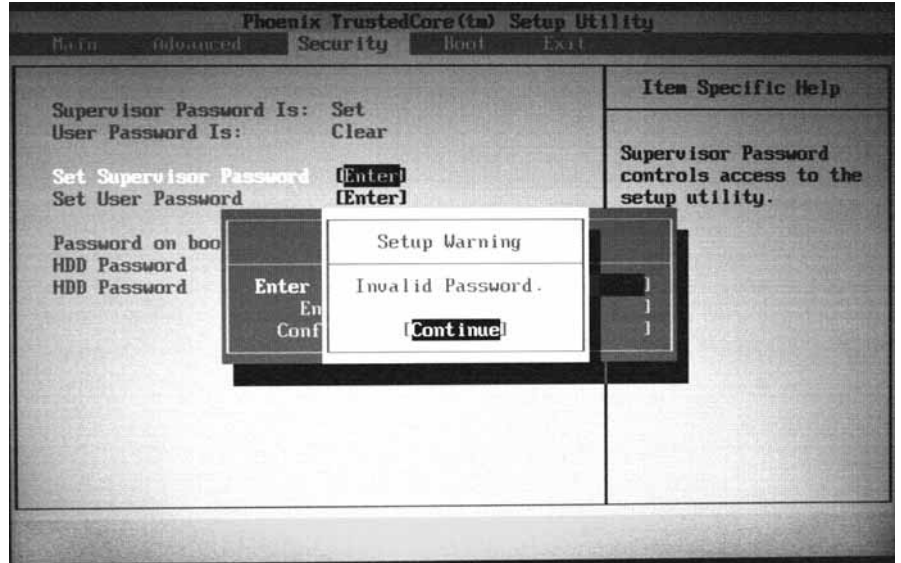 Phoenix TrustedCore(tm) Setup Utility
Main Advanced Security Boot Exit
Item Specific Help
Supervisor Password Is: Set
User Password Is: Clear
Supervisor Password
controls access to the
setup utility.
Set Supervisor Password [Enter]
Set User Password [Enter]
Password on boo
HDD Password
HDD Password
Setup Warning
Invalid Password.
[Continue]
Enter ]
En ]
Conf ]